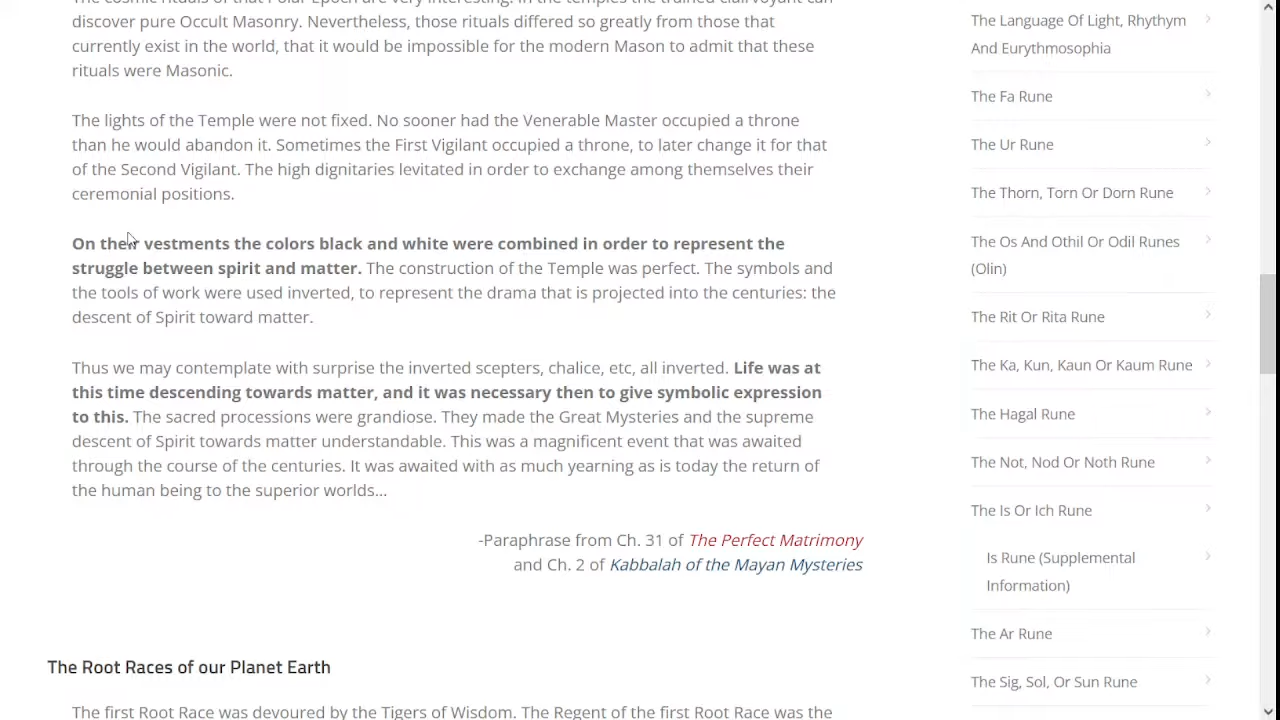 The cosmic rituals of that Polar Epoch are very interesting. In the temples the trained clairvoyant can
discover pure Occult Masonry. Nevertheless, those rituals differed so greatly from those that
currently exist in the world, that it would be impossible for the modern Mason to admit that these
rituals were Masonic.
The lights of the Temple were not fixed. No sooner had the Venerable Master occupied a throne
than he would abandon it. Sometimes the First Vigilant occupied a throne, to later change it for that
of the Second Vigilant. The high dignitaries levitated in order to exchange among themselves their
ceremonial positions.
On their vestments the colors black and white were combined in order to represent the
struggle between spirit and matter. The construction of the Temple was perfect. The symbols and
the tools of work were used inverted, to represent the drama that is projected into the centuries: the
descent of Spirit toward matter.
Thus we may contemplate with surprise the inverted scepters, chalice, etc, all inverted. Life was at
this time descending towards matter, and it was necessary then to give symbolic expression
to this. The sacred processions were grandiose. They made the Great Mysteries and the supreme
descent of Spirit towards matter understandable. This was a magnificent event that was awaited
through the course of the centuries. It was awaited with as much yearning as is today the return of
the human being to the superior worlds...
-Paraphrase from Ch. 31 of The Perfect Matrimony
and Ch. 2 of Kabbalah of the Mayan Mysteries
The Root Races of our Planet Earth
The first Root Race was devoured by the Tigers of Wisdom. The Regent of the first Root Race was the
The Language Of Light, Rhythym
And Eurythmosophia
The Fa Rune
The Ur Rune
The Thorn, Torn Or Dorn Rune
The Os And Othil Or Odil Runes
(Olin)
The Rit Or Rita Rune
The Ka, Kun, Kaun Or Kaum Rune
The Hagal Rune
The Not, Nod Or Noth Rune
The Is Or Ich Rune
Is Rune (Supplemental
Information)
The Ar Rune
The Sig, Sol, Or Sun Rune